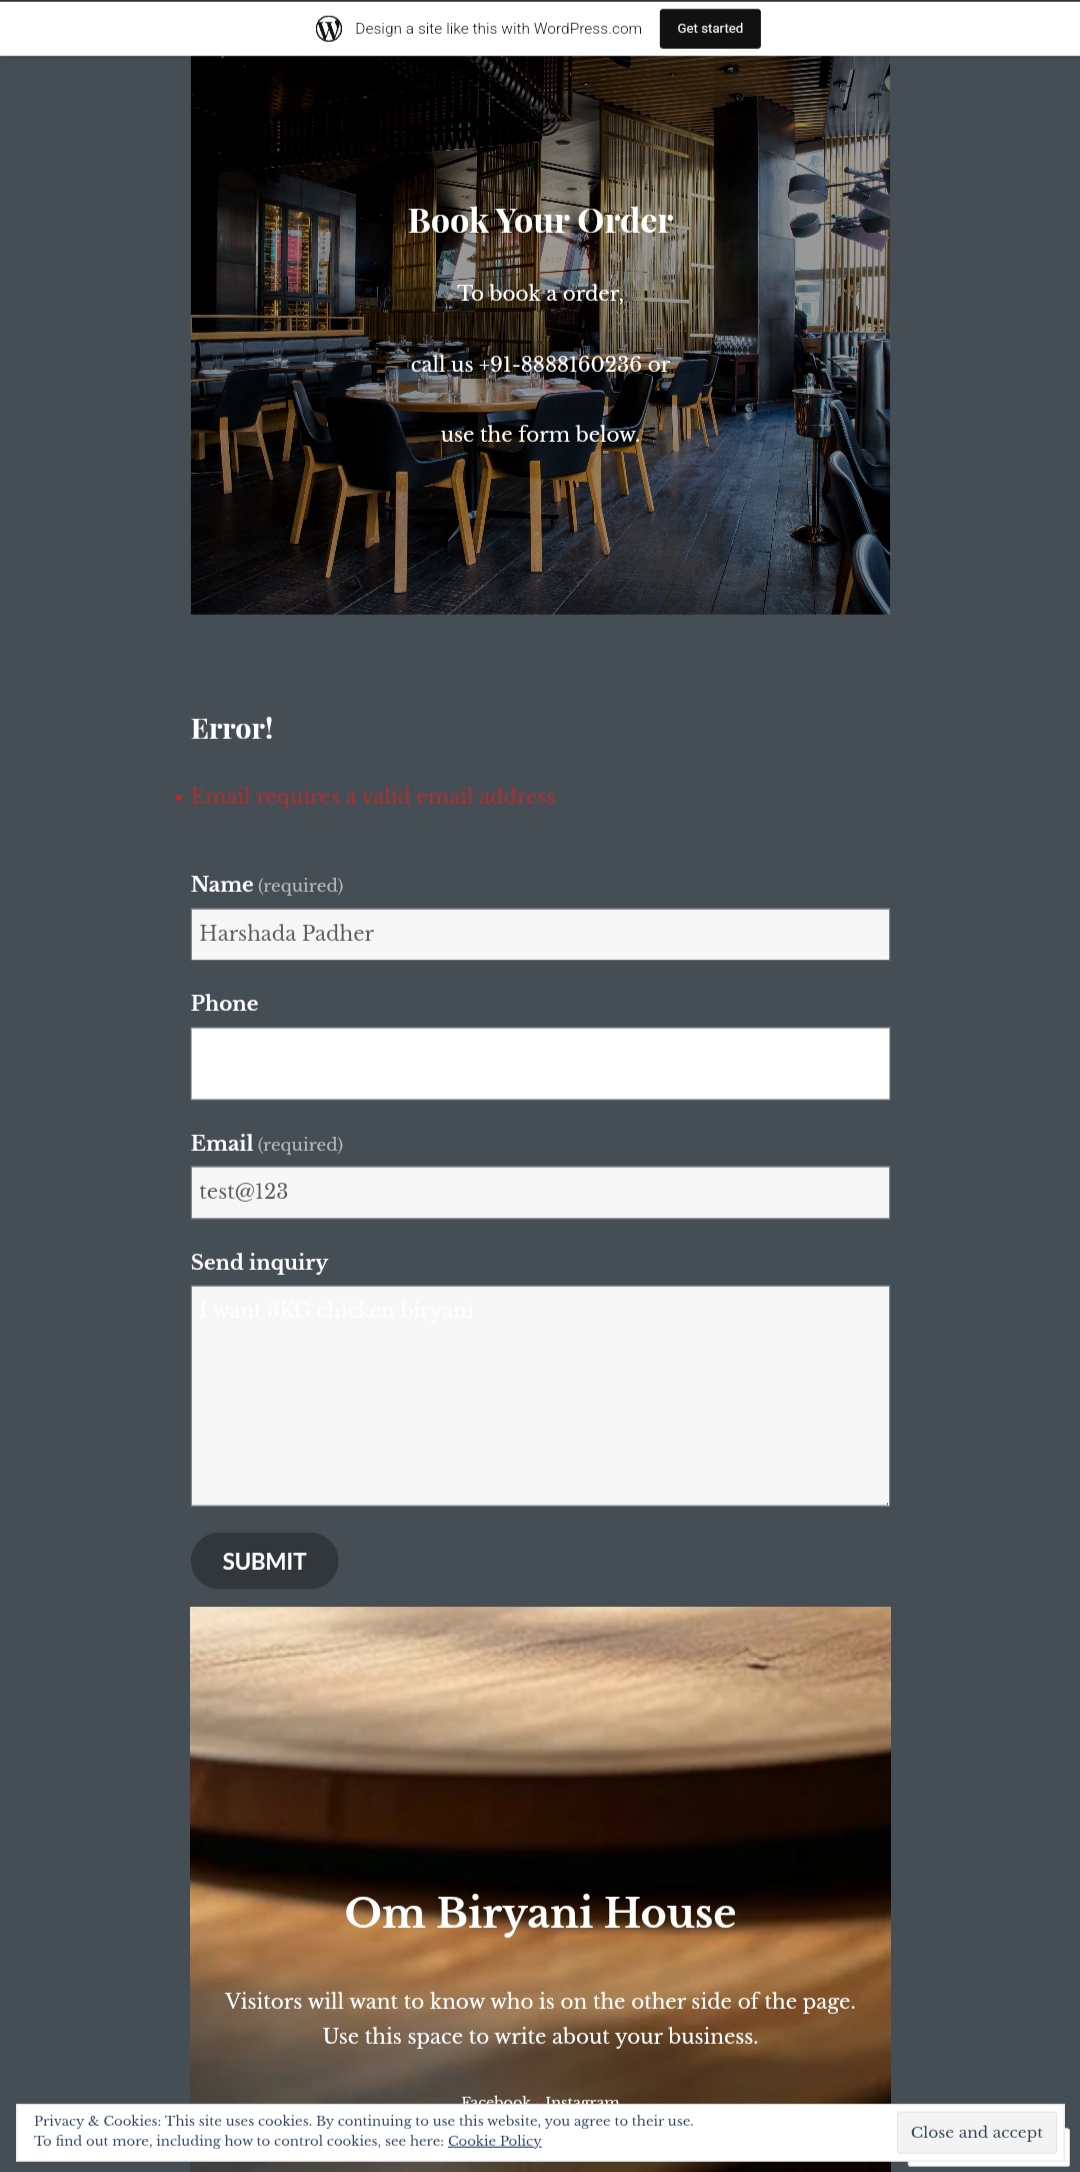 Design a site like this with WordPress.com
Get started
Book Your Order
To book a order,
call us +91-8888160236 or
use the form below.
Error!
Email requires a valid email address
Name (required)
Harshada Padher
Phone
Email (required)
test@123
Send inquiry
I want 3KG chicken biryani
SUBMIT
Om Biryani House
Visitors will want to know who is on the other side of the page.
Use this space to write about your business.
Facebook Instagram
Privacy & Cookies: This site uses cookies. By continuing to use this website, you agree to their use.
To find out more, including how to control cookies, see here: Cookie Policy
Close and accept